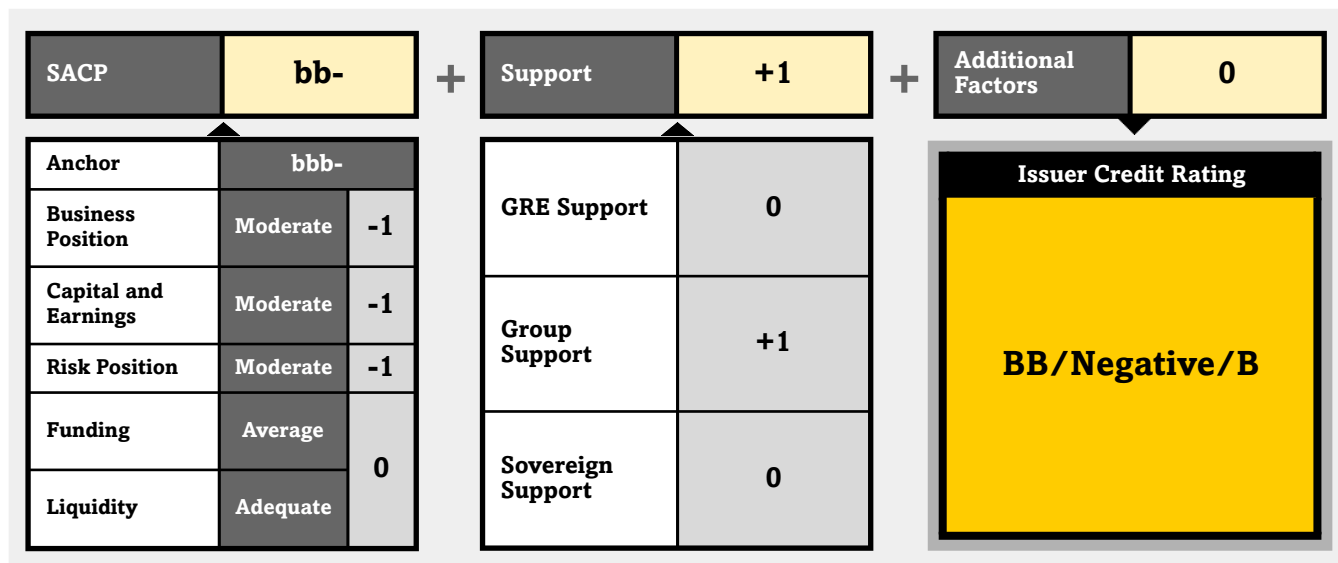 SACP
bb-
+
Support
+1
+
Additional
Factors
0
Anchor
bbb-
Business
Position
Moderate
-1
Capital and
Earnings
Moderate
-1
Risk Position
Moderate
-1
Funding
Average
0
Liquidity
Adequate
GRE Support
0
Group
Support
+1
Sovereign
Support
0
Issuer Credit Rating
BB/Negative/B